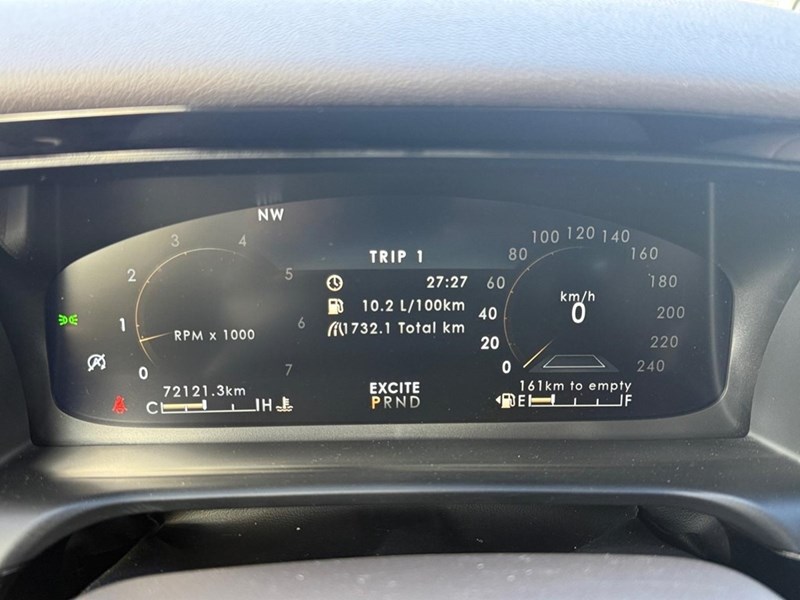 NW
TRIP 1
27:27
10.2 L/100km
1732.1 Total km
0 1 2 3 4 5 6 7
RPM x 1000
72121.3km
C H
EXCITE
PRND
0 20 40 60 80 100 120 140 160 180 200 220 240
km/h
0
161km to empty
E F